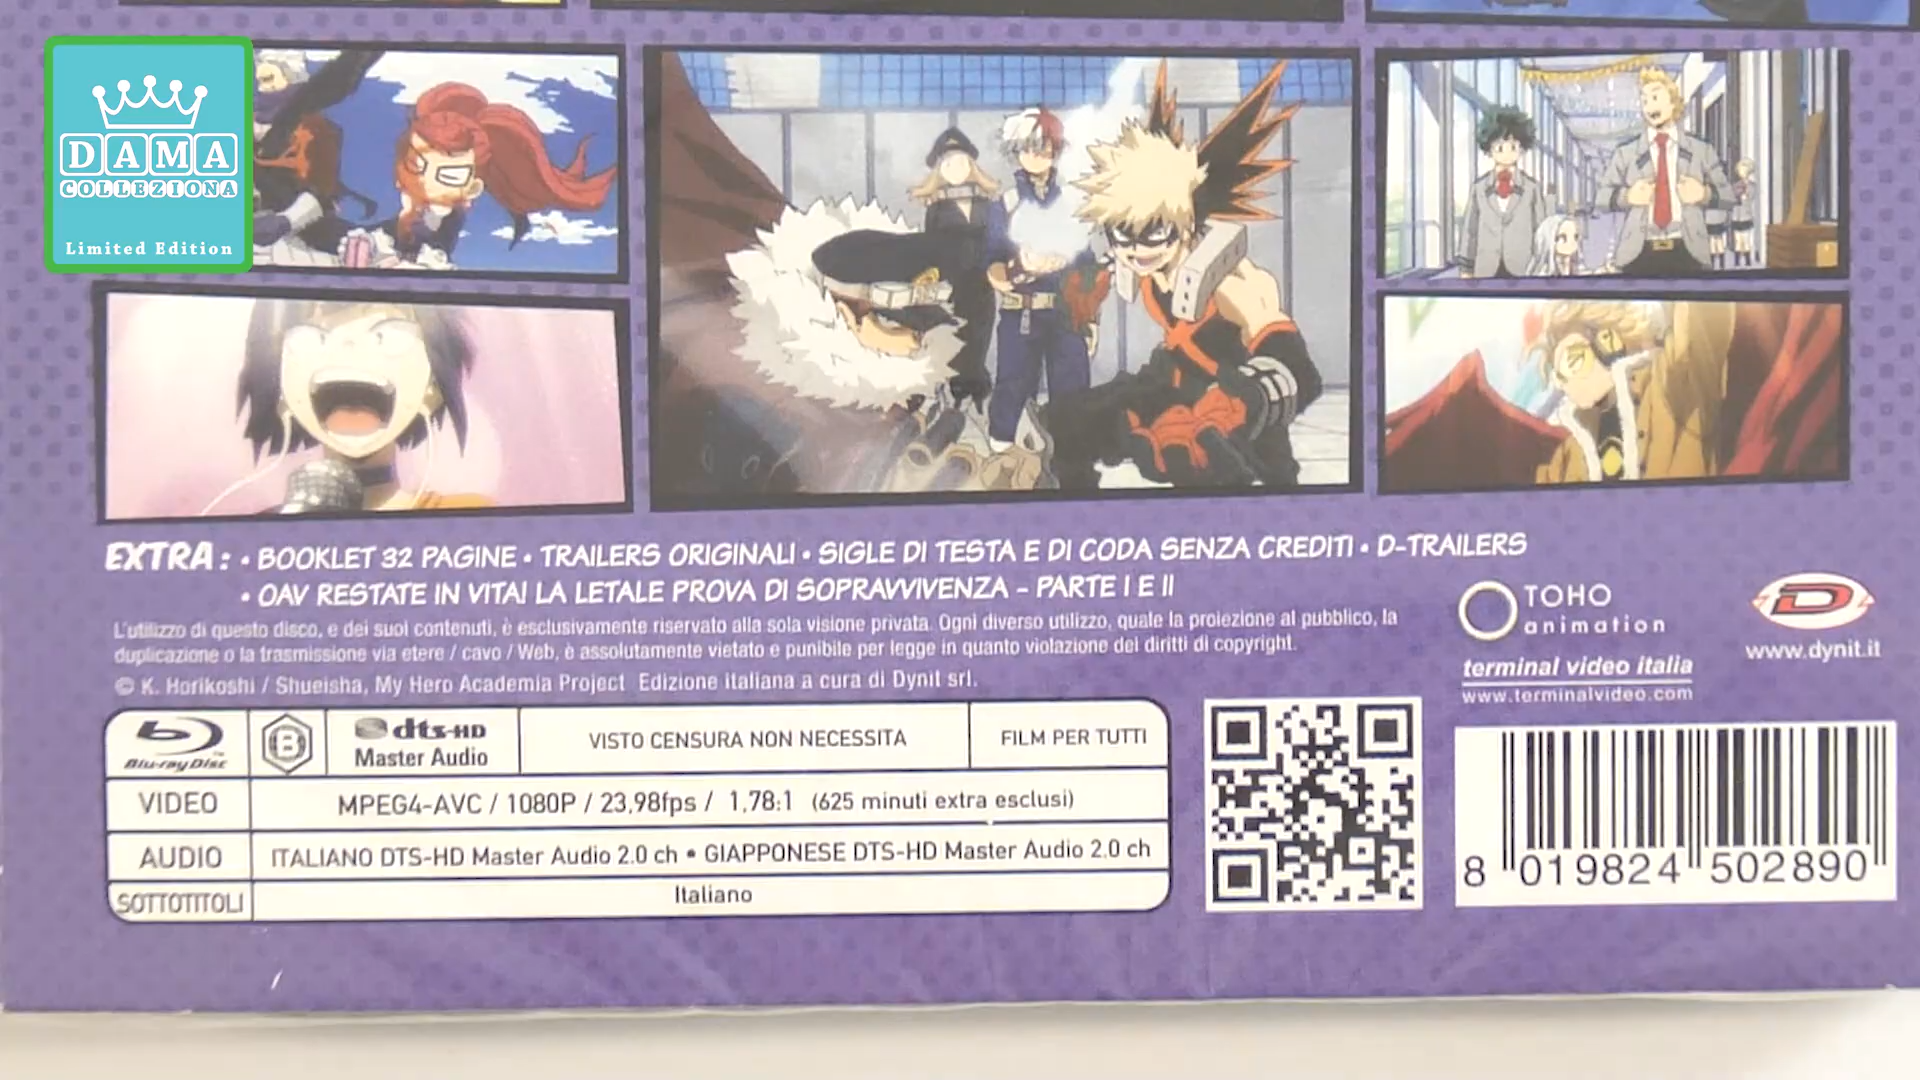 DAMA
COLLEZIONA
Limited Edition
EXTRA: • BOOKLET 32 PAGINE • TRAILERS ORIGINALI • SIGLE DI TESTA E DI CODA SENZA CREDITI • D-TRAILERS
• OAV RESTATE IN VITA! LA LETALE PROVA DI SOPRAVVIVENZA – PARTE I E II
L'utilizzo di questo disco, e dei suoi contenuti, è esclusivamente riservato alla sola visione privata. Ogni diverso utilizzo, quale la proiezione al pubblico, la
duplicazione o la trasmissione via etere / cavo / Web, è assolutamente vietato e punibile per legge in quanto violazione dei diritti di copyright.
© K. Horikoshi / Shueisha, My Hero Academia Project Edizione italiana a cura di Dynit srl.
TOHO
animation
terminal video italia
www.terminalvideo.com
D
www.dynit.it
Blu-ray Disc
B
dts-HD
Master Audio
VISTO CENSURA NON NECESSITA
FILM PER TUTTI
VIDEO
MPEG4-AVC / 1080P / 23,98fps / 1,78:1 (625 minuti extra esclusi)
AUDIO
ITALIANO DTS-HD Master Audio 2.0 ch • GIAPPONESE DTS-HD Master Audio 2.0 ch
SOTTOTITOLI
Italiano
8 019824 502890